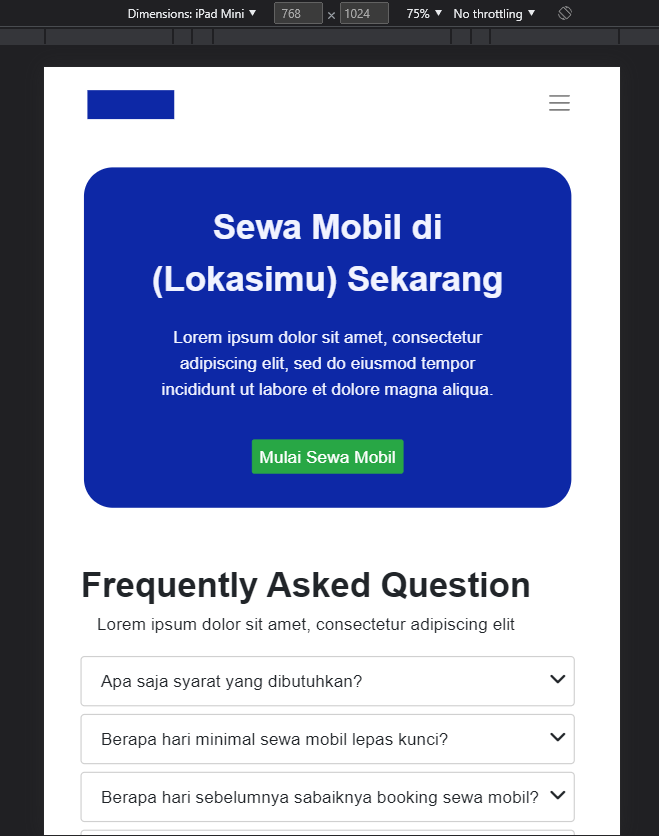 Dimensions: iPad Mini 768 × 1024 75% No throttling
Sewa Mobil di
(Lokasimu) Sekarang
Lorem ipsum dolor sit amet, consectetur
adipiscing elit, sed do eiusmod tempor
incididunt ut labore et dolore magna aliqua.
Mulai Sewa Mobil
Frequently Asked Question
Lorem ipsum dolor sit amet, consectetur adipiscing elit
Apa saja syarat yang dibutuhkan?
Berapa hari minimal sewa mobil lepas kunci?
Berapa hari sebelumnya sabaiknya booking sewa mobil?